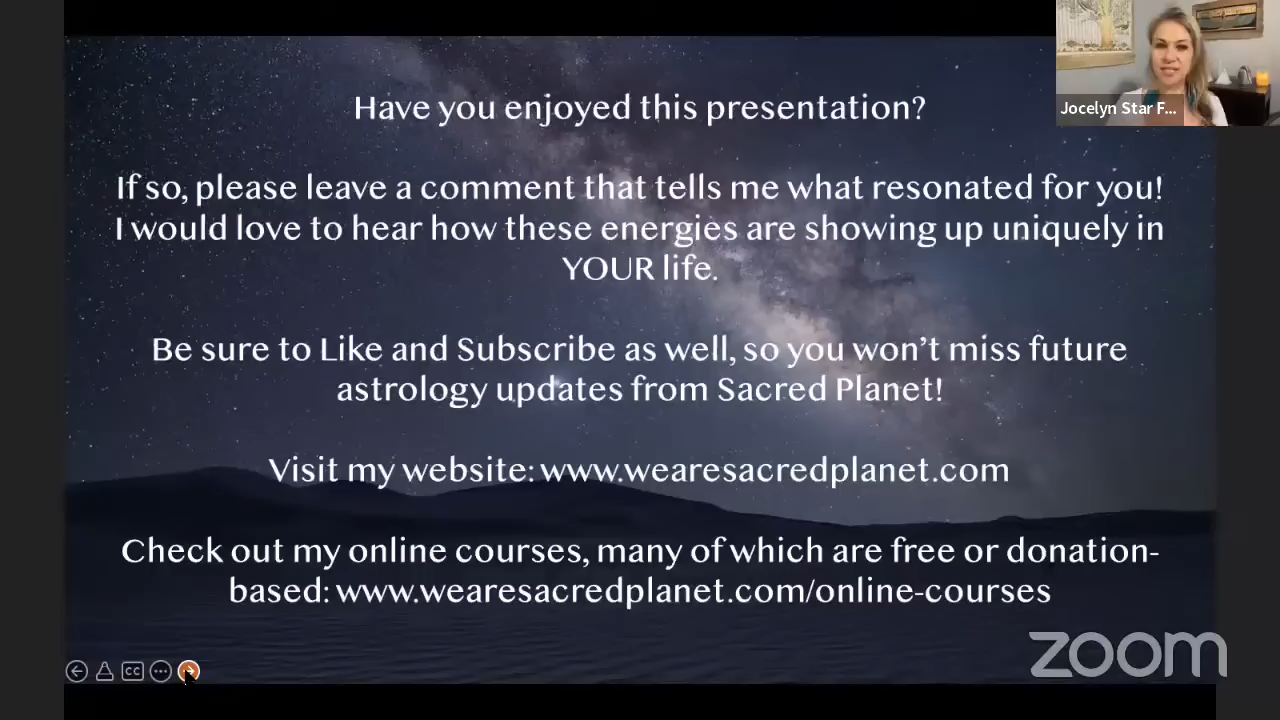 Have you enjoyed this presentation?
If so, please leave a comment that tells me what resonated for you!
I would love to hear how these energies are showing up uniquely in
YOUR life.
Be sure to Like and Subscribe as well, so you won't miss future
astrology updates from Sacred Planet!
Visit my website: www.wearesacredplanet.com
Check out my online courses, many of which are free or donation-
based: www.wearesacredplanet.com/online-courses
Jocelyn Star F...
CC
zoom